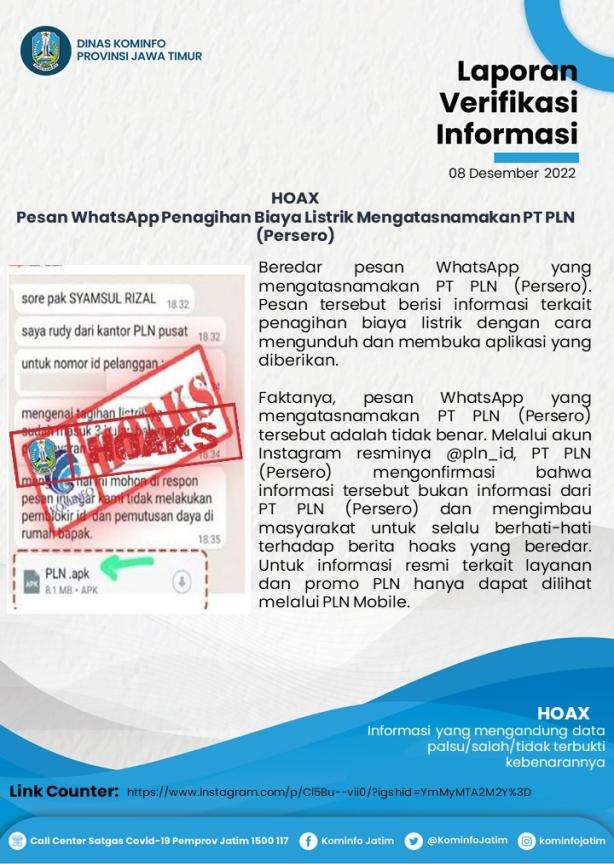 DINAS KOMINFO
PROVINSI JAWA TIMUR
Laporan
Verifikasi
Informasi
08 Desember 2022
HOAX
Pesan WhatsApp Penagihan Biaya Listrik Mengatasnamakan PT PLN
(Persero)
sore pak SYAMSUL RIZAL
18.32
saya rudy dari kantor PLN pusat
18.32
untuk nomor id pelanggan :
mengenai tagihan listrik
masuk
18.34
hal ini mohon di respon
pesan kami tidak melakukan
pemblokir id dan pemutusan daya di
rumah bapak.
18.35
HOAKS
HOAKS
KOMINFO
PLN .apk
APK
8.1 MB • APK
Beredar pesan WhatsApp yang
mengatasnamakan PT PLN (Persero).
Pesan tersebut berisi informasi terkait
penagihan biaya listrik dengan cara
mengunduh dan membuka aplikasi yang
diberikan.
Faktanya, pesan WhatsApp yang
mengatasnamakan PT PLN (Persero)
tersebut adalah tidak benar. Melalui akun
Instagram resminya @pln_id, PT PLN
(Persero) mengonfirmasi bahwa
informasi tersebut bukan informasi dari
PT PLN (Persero) dan mengimbau
masyarakat untuk selalu berhati-hati
terhadap berita hoaks yang beredar.
Untuk informasi resmi terkait layanan
dan promo PLN hanya dapat dilihat
melalui PLN Mobile.
HOAX
Informasi yang mengandung data
palsu/salah/tidak terbukti
kebenarannya
Link Counter: https://www.instagram.com/p/Cl5Bu--vii0/?igshid=YmMyMTA2M2Y%3D
Call Center Satgas Covid-19 Pemprov Jatim 1500 117 Kominfo Jatim @KominfoJatim kominfojatim